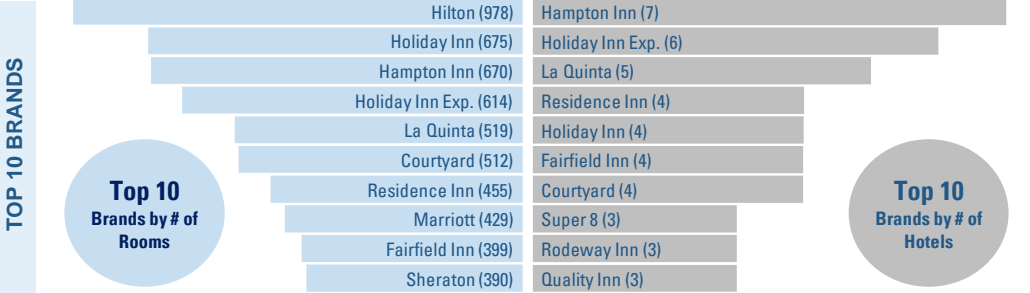 TOP 10 BRANDS
Hilton (978)
Holiday Inn (675)
Hampton Inn (670)
Holiday Inn Exp. (614)
La Quinta (519)
Courtyard (512)
Residence Inn (455)
Marriott (429)
Fairfield Inn (399)
Sheraton (390)
Top 10
Brands by # of
Rooms
Hampton Inn (7)
Holiday Inn Exp. (6)
La Quinta (5)
Residence Inn (4)
Holiday Inn (4)
Fairfield Inn (4)
Courtyard (4)
Super 8 (3)
Rodeway Inn (3)
Quality Inn (3)
Top 10
Brands by # of
Hotels